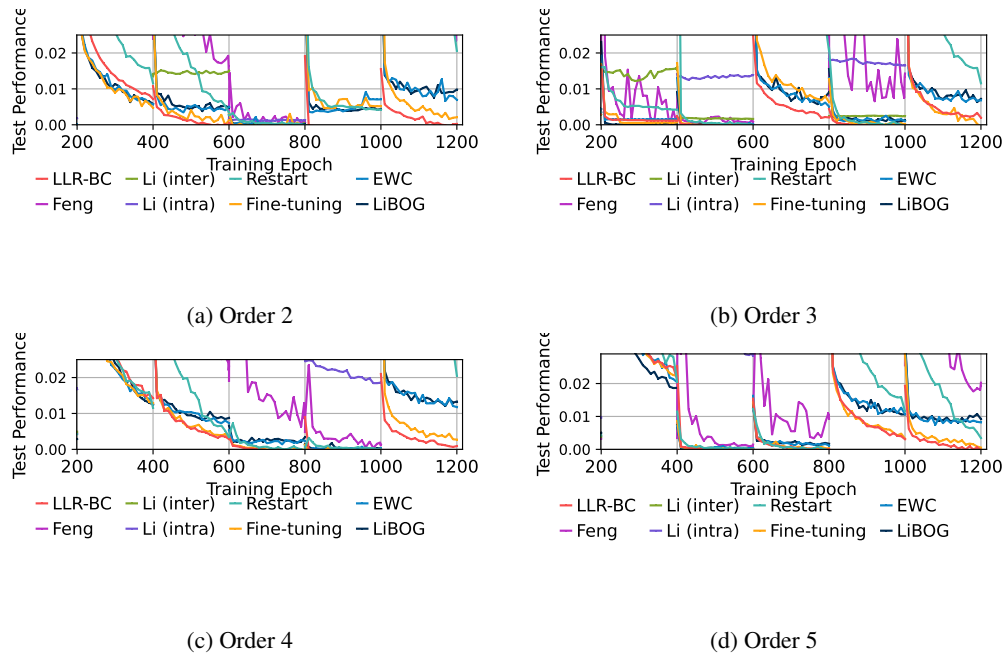 Test Performance
0.02
0.01
0.00
200 400 600 800 1000 1200
Training Epoch
LLR-BC Li (inter) Restart EWC
Feng Li (intra) Fine-tuning LiBOG
(a) Order 2
Test Performance
0.02
0.01
0.00
200 400 600 800 1000 1200
Training Epoch
LLR-BC Li (inter) Restart EWC
Feng Li (intra) Fine-tuning LiBOG
(b) Order 3
Test Performance
0.02
0.01
0.00
200 400 600 800 1000 1200
Training Epoch
LLR-BC Li (inter) Restart EWC
Feng Li (intra) Fine-tuning LiBOG
(c) Order 4
Test Performance
0.02
0.01
0.00
200 400 600 800 1000 1200
Training Epoch
LLR-BC Li (inter) Restart EWC
Feng Li (intra) Fine-tuning LiBOG
(d) Order 5